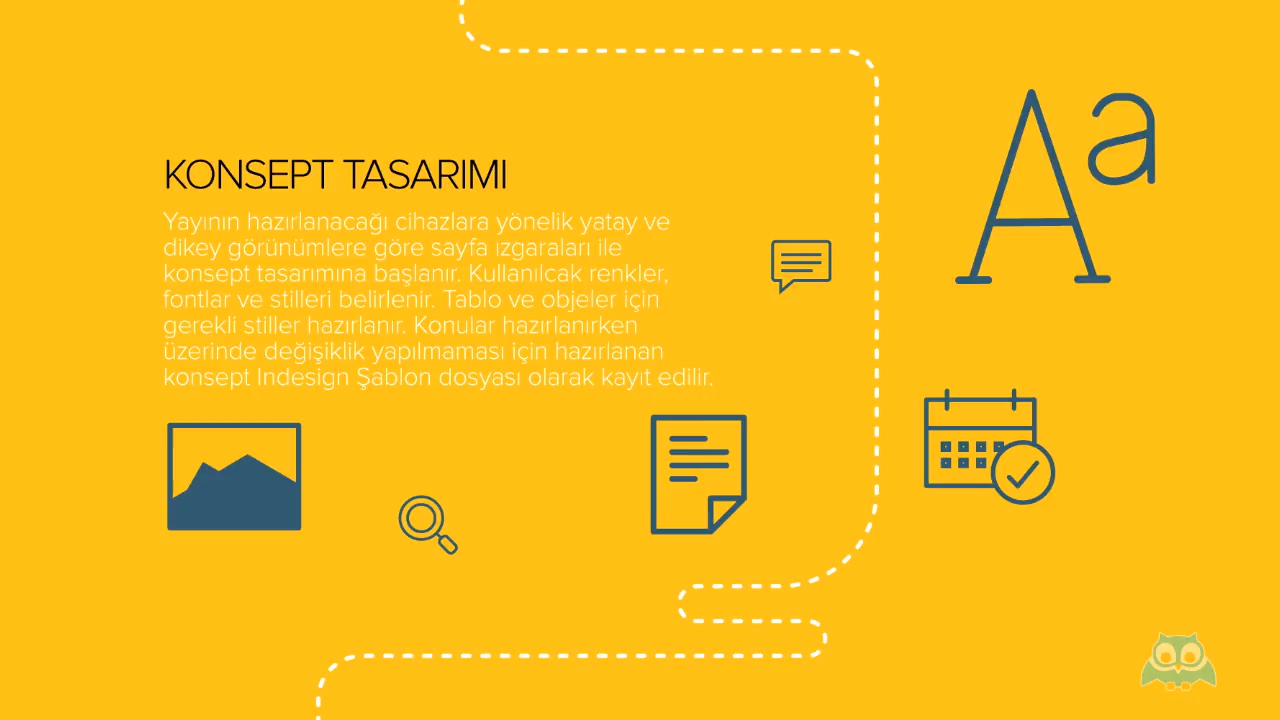 KONSEPT TASARIMI
Yayının hazırlanacağı cihazlara yönelik yatay ve
dikey görünümlere göre sayfa ızgaraları ile
konsept tasarımına başlanır. Kullanılcak renkler,
fontlar ve stilleri belirlenir. Tablo ve objeler için
gerekli stiller hazırlanır. Konular hazırlanırken
üzerinde değişiklik yapılmaması için hazırlanan
konsept Indesign Şablon dosyası olarak kayıt edilir.
Aa